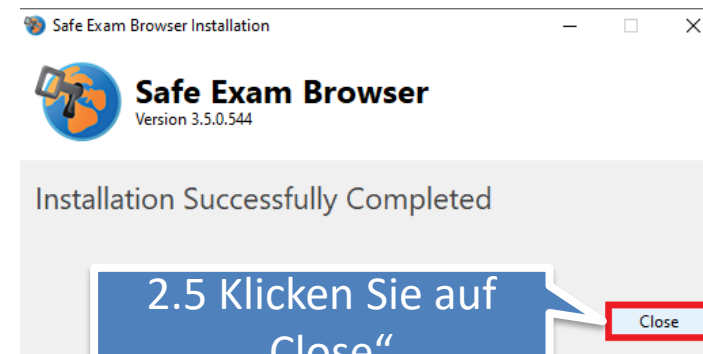 Safe Exam Browser Installation
Safe Exam Browser
Version 3.5.0.544
Installation Successfully Completed
2.5 Klicken Sie auf
Close“
Close